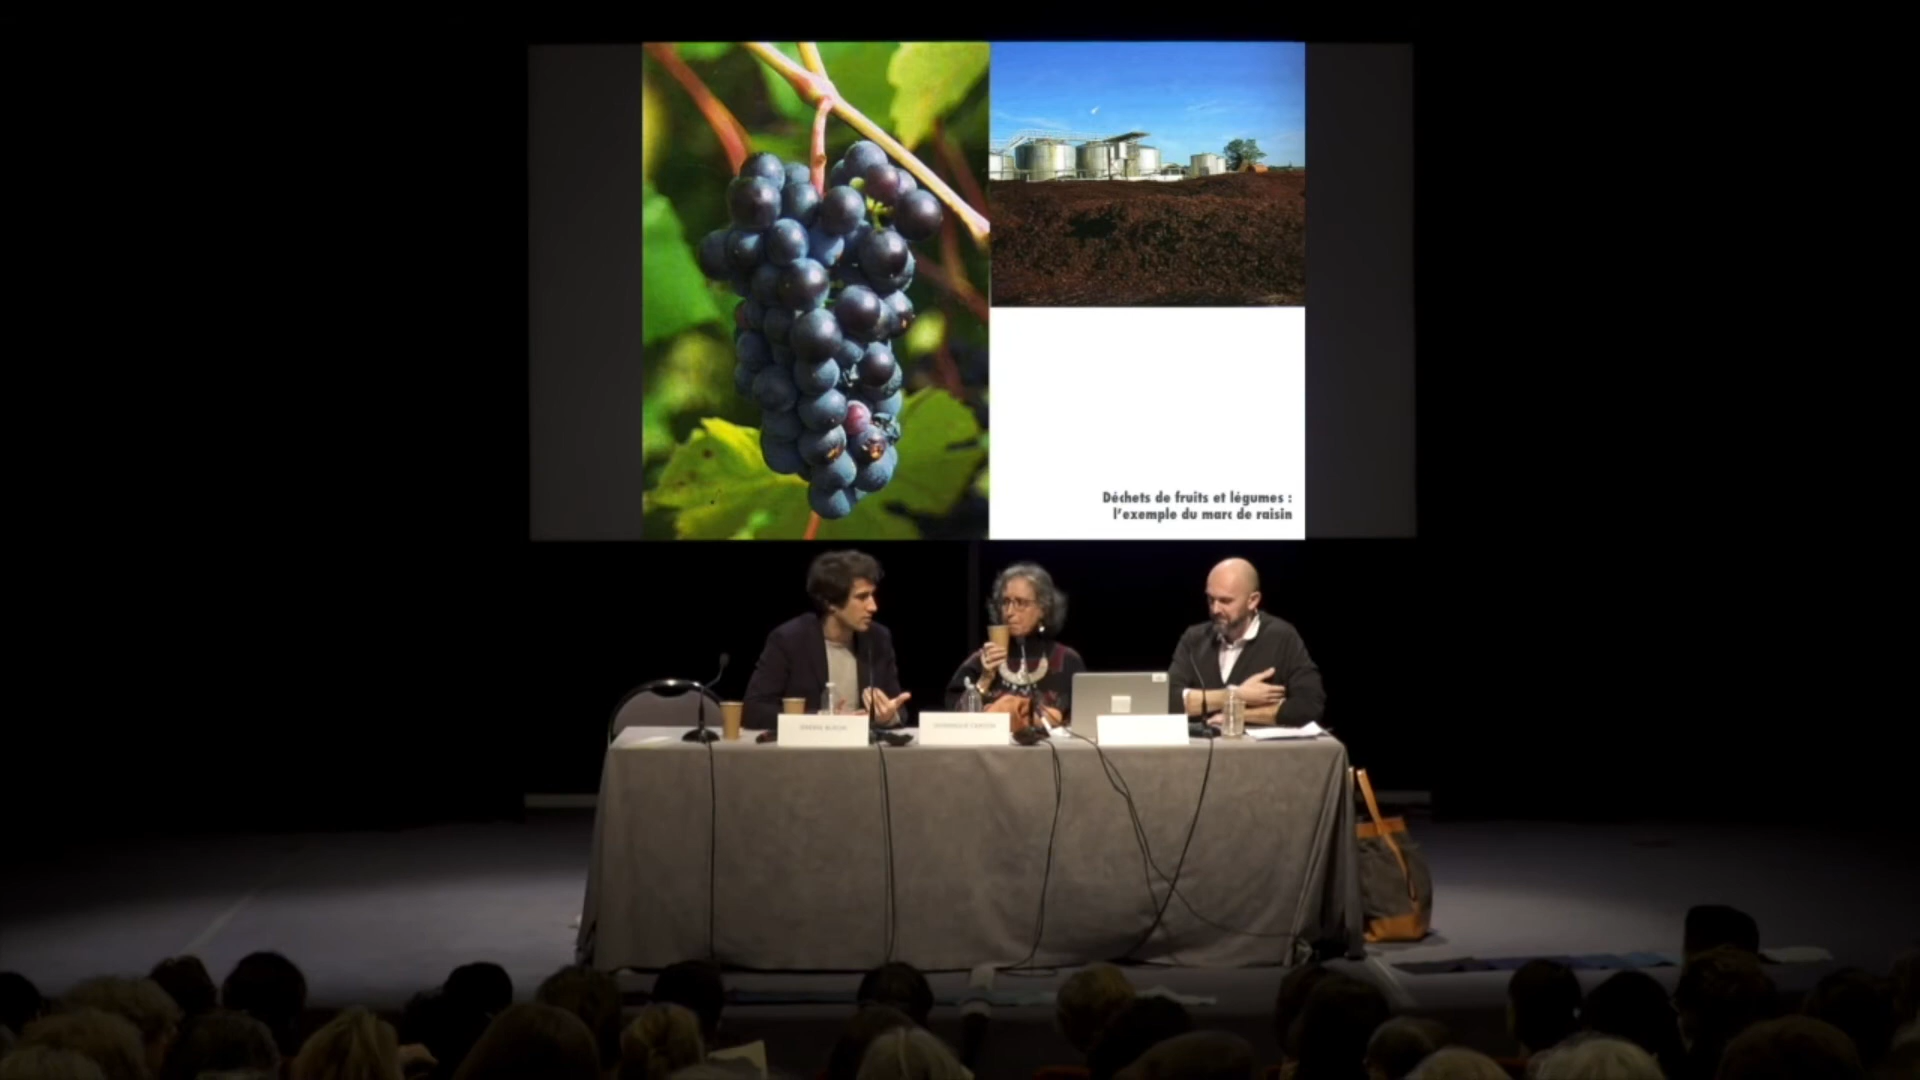 Déchets de fruits et légumes :
l'exemple du marc de raisin